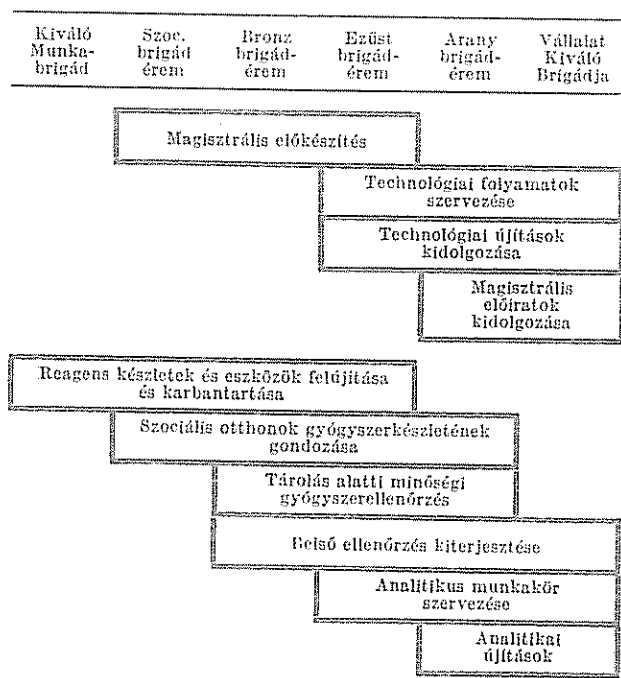 Kiváló Munka- brigád
Szoc. brigád érem
Bronz brigád- érem
Ezüst brigád- érem
Arany brigád- érem
Vállalat Kiváló Brigádja
Magisztrális előkészítés
Technológiai folyamatok
szervezése
Technológiai újítások
kidolgozása
Magisztrális
előiratok
kidolgozása
Reagens készletek és eszközök felújítása
és karbantartása
Szociális otthonok gyógyszerkészletének
gondozása
Tárolás alatti minőségi
gyógyszerellenőrzés
Belső ellenőrzés kiterjesztése
Analitikus munkakör
szervezése
Analitikai
újítások